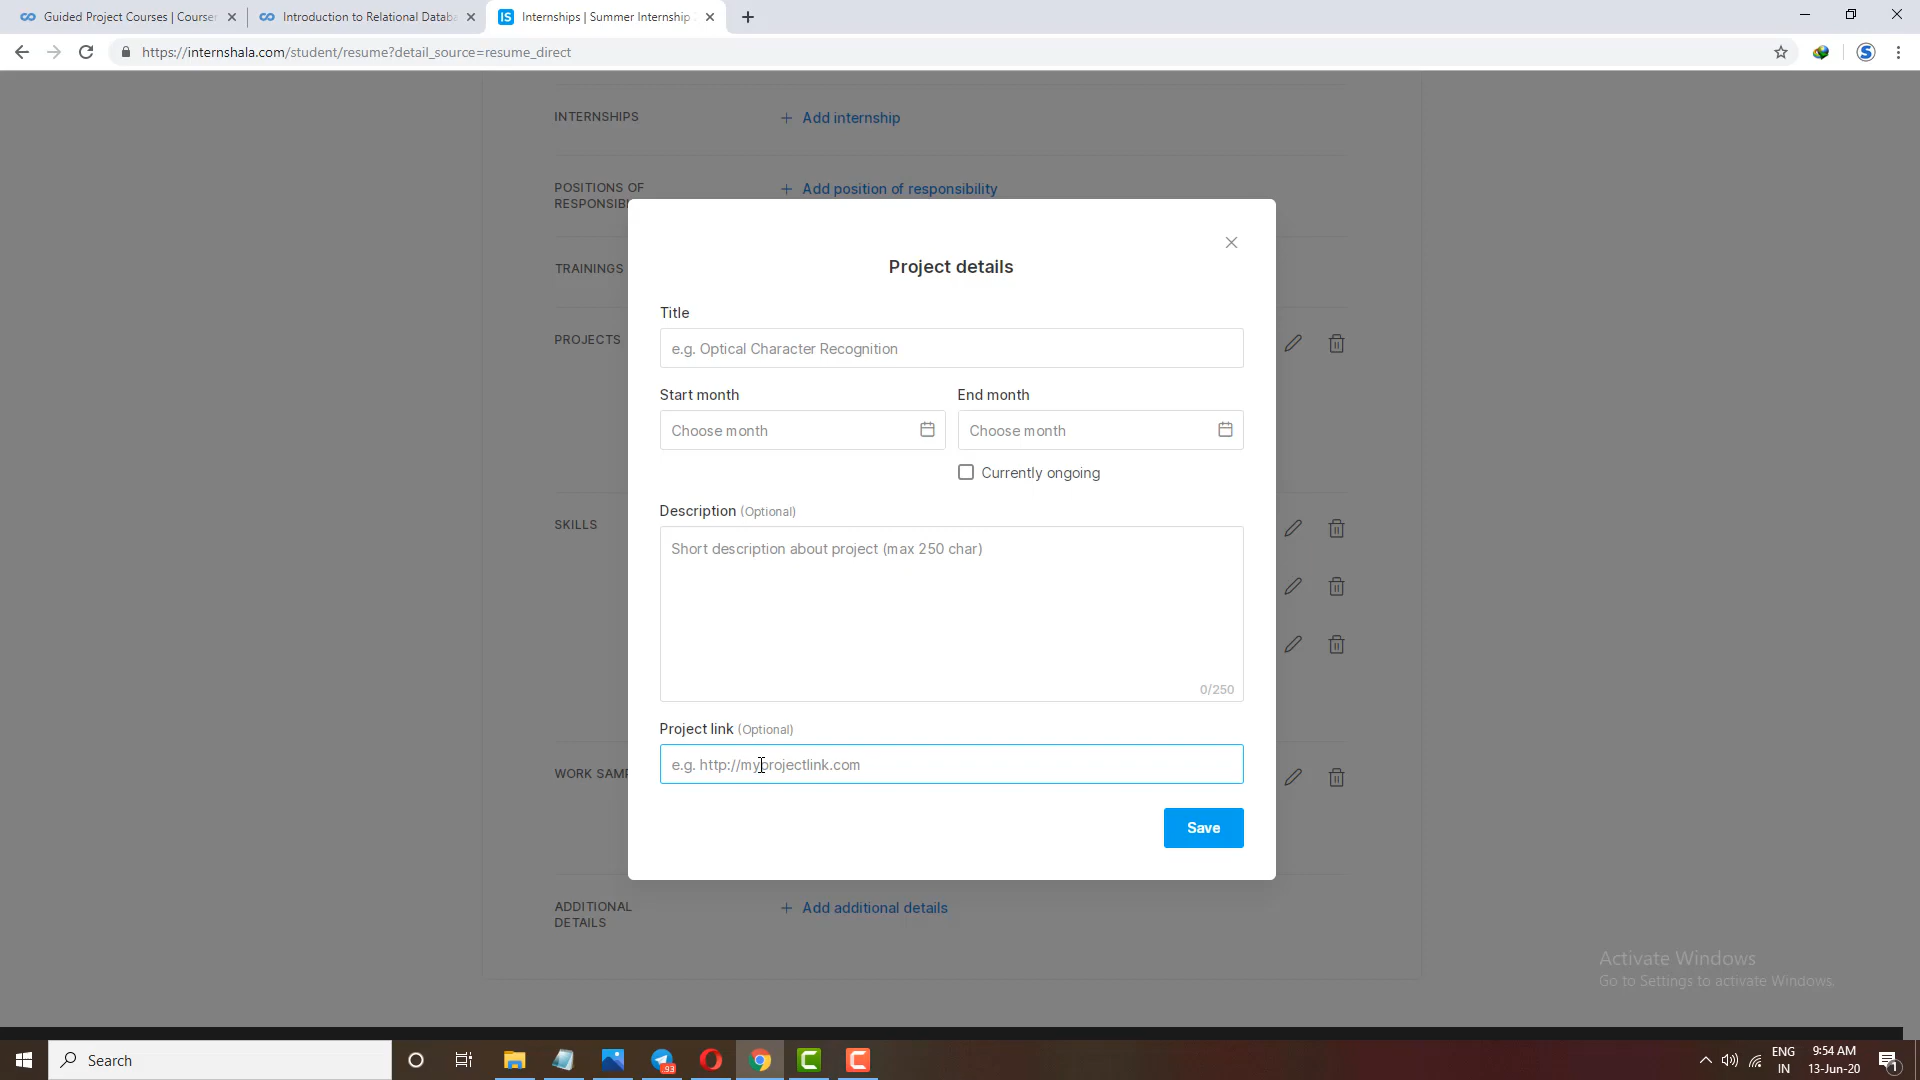 Guided Project Courses | Courser
Introduction to Relational Databa
IS
Internships | Summer Internship
https://internshala.com/student/resume?detail_source=resume_direct
INTERNSHIPS
+ Add internship
POSITIONS OF
RESPONSIBI
+ Add position of responsibility
TRAININGS
PROJECTS
SKILLS
WORK SAMP
ADDITIONAL
DETAILS
+ Add additional details
Project details
Title
e.g. Optical Character Recognition
Start month
End month
Choose month
Choose month
Currently ongoing
Description (Optional)
Short description about project (max 250 char)
0/250
Project link (Optional)
e.g. http://myprojectlink.com
Save
Activate Windows
Go to Settings to activate Windows.
Search
93
ENG
IN
9:54 AM
13-Jun-20
1